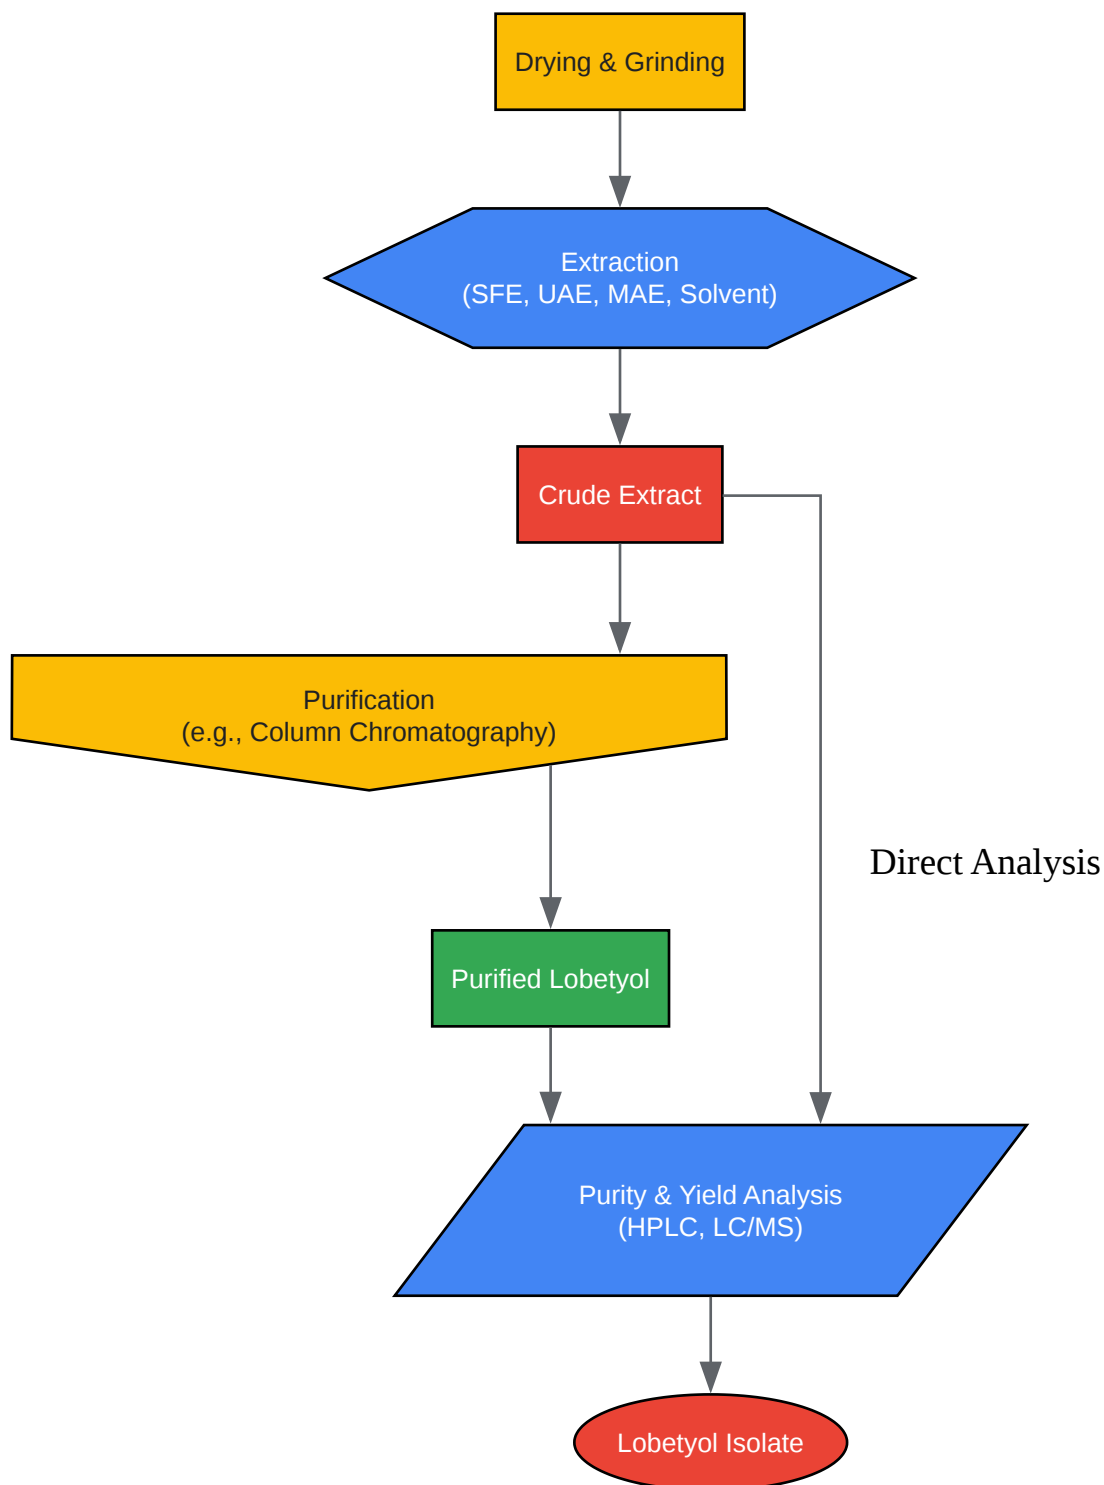 Drying & Grinding
Extraction
(SFE, UAE, MAE, Solvent)
Crude Extract
Purification
(e.g., Column Chromatography)
Direct Analysis
Purified Lobetyol
Purity & Yield Analysis
(HPLC, LC/MS)
Lobetyol Isolate